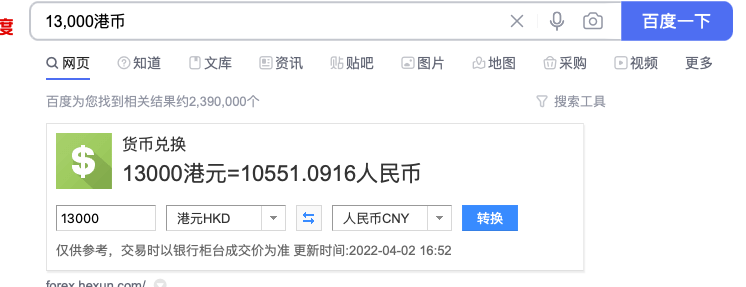 度
13,000港币
百度一下
网页 知道 文库 资讯 贴吧 图片 地图 采购 视频 更多
百度为您找到相关结果约2,390,000个 搜索工具
货币兑换
13000港元=10551.0916人民币
13000 港元HKD 人民币CNY 转换
仅供参考，交易时以银行柜台成交价为准 更新时间:2022-04-02 16:52
forex.hexun.com/